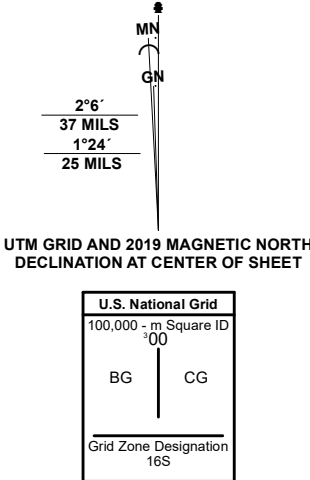 MN
GN
2°6´
37 MILS
1°24´
25 MILS
UTM GRID AND 2019 MAGNETIC NORTH
DECLINATION AT CENTER OF SHEET
U.S. National Grid
100,000 - m Square ID
³00
BG CG
Grid Zone Designation
16S